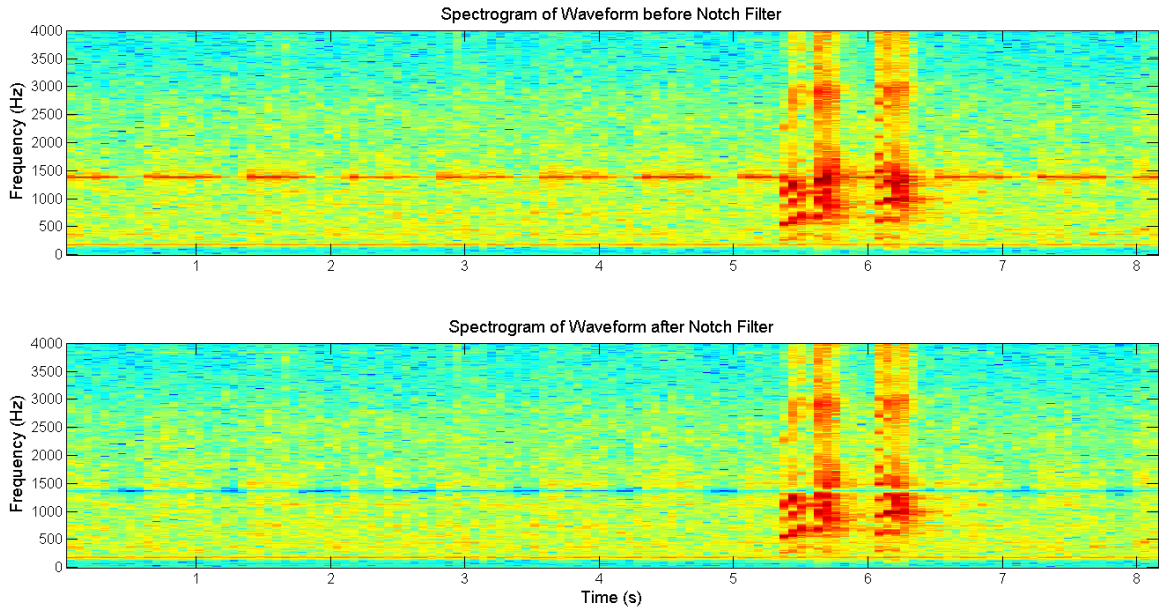 Spectrogram of Waveform before Notch Filter
Frequency (Hz)
4000
3500
3000
2500
2000
1500
1000
500
0
1 2 3 4 5 6 7 8
Spectrogram of Waveform after Notch Filter
Frequency (Hz)
4000
3500
3000
2500
2000
1500
1000
500
0
1 2 3 4 5 6 7 8
Time (s)